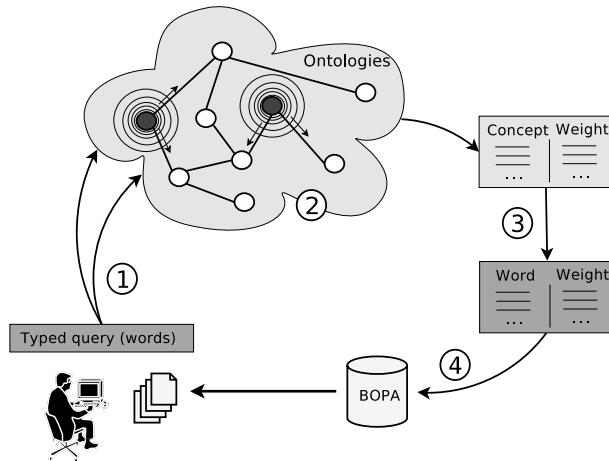 Ontologies
Concept Weight
... ...
2
3
1
Word Weight
... ...
Typed query (words)
4
BOPA